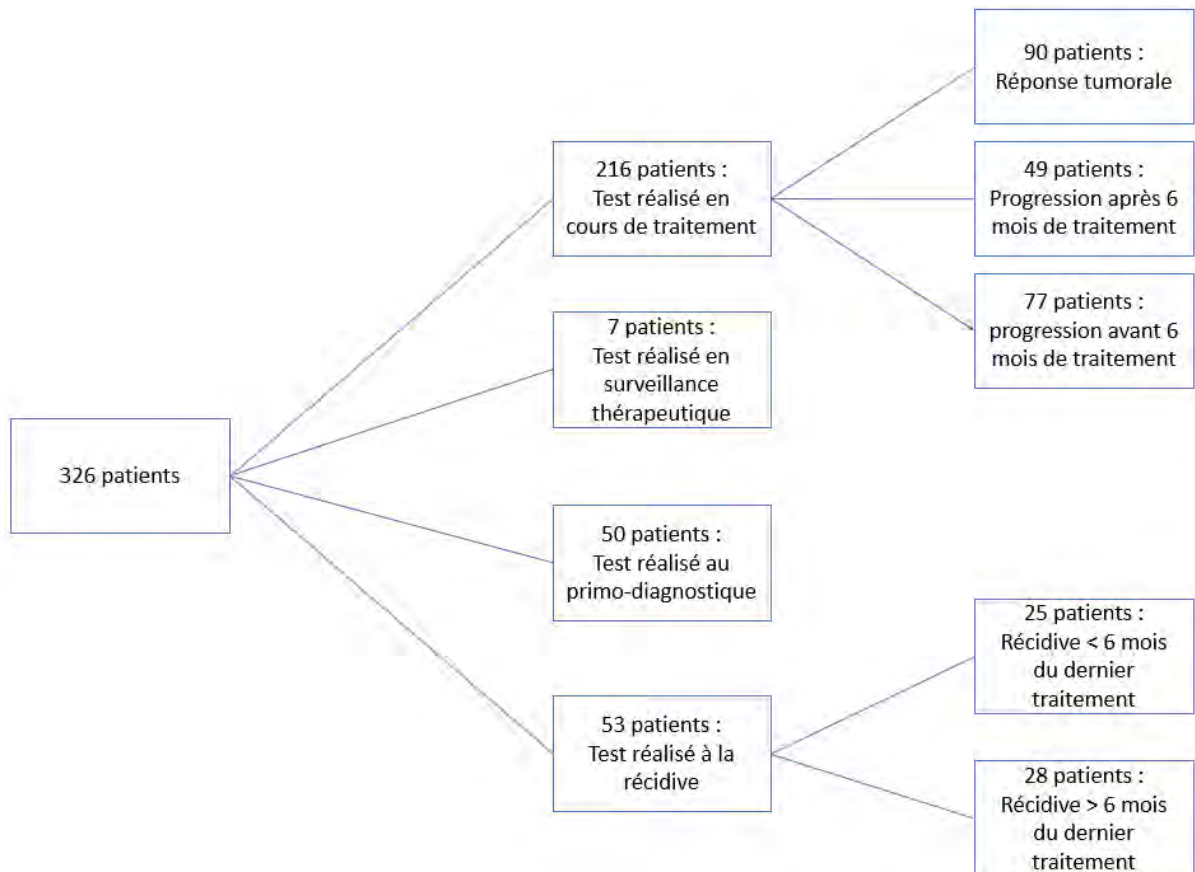 326 patients
216 patients :
Test réalisé en
cours de traitement
7 patients :
Test réalisé en
surveillance
thérapeutique
50 patients :
Test réalisé au
primo-diagnostique
53 patients :
Test réalisé à la
récidive
90 patients :
Réponse tumorale
49 patients :
Progression après 6
mois de traitement
77 patients :
progression avant 6
mois de traitement
25 patients :
Récidive < 6 mois
du dernier
traitement
28 patients :
Récidive > 6 mois
du dernier
traitement